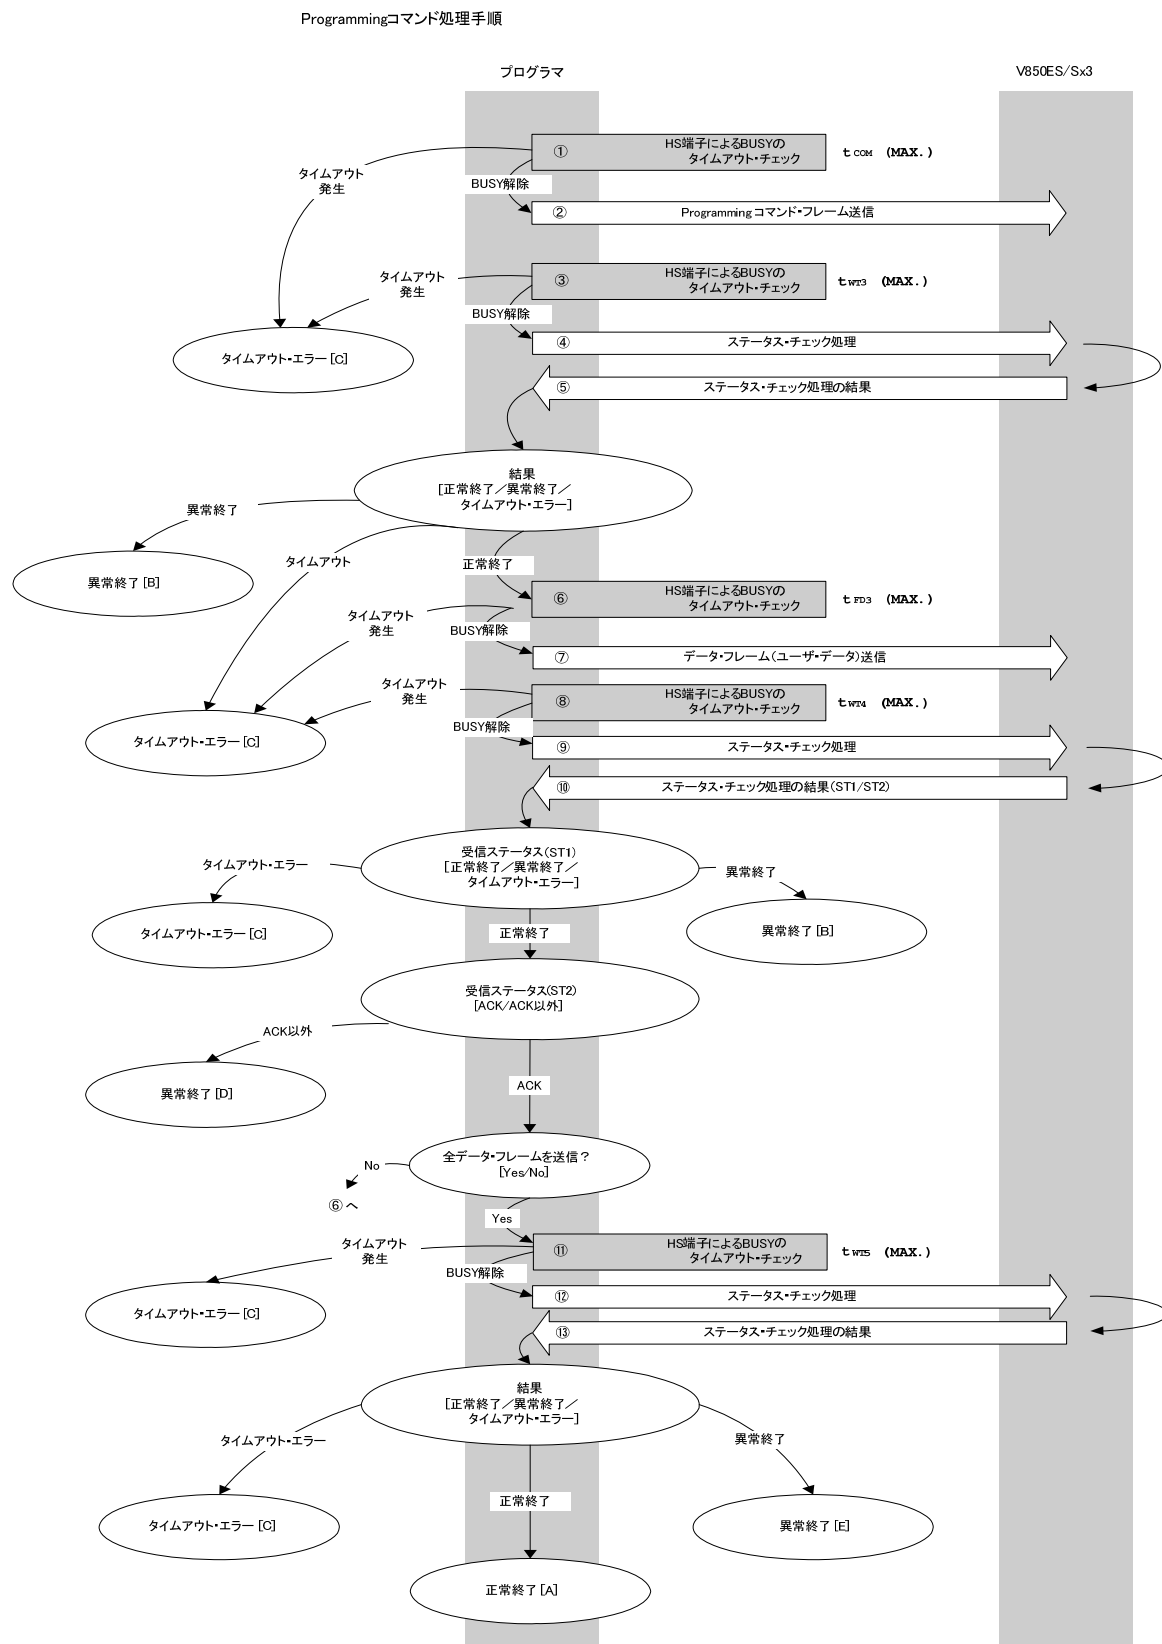 Programmingコマンド処理手順
プログラマ
V850ES/Sx3
①
HS端子によるBUSYの
タイムアウト・チェック
tCOM (MAX.)
タイムアウト
発生
BUSY解除
②
Programmingコマンド・フレーム送信
③
HS端子によるBUSYの
タイムアウト・チェック
tWT3 (MAX.)
タイムアウト
発生
BUSY解除
④
ステータス・チェック処理
タイムアウト・エラー[C]
⑤
ステータス・チェック処理の結果
結果
[正常終了／異常終了／
タイムアウト・エラー]
異常終了
異常終了[B]
タイムアウト
正常終了
⑥
HS端子によるBUSYの
タイムアウト・チェック
tFD3 (MAX.)
タイムアウト
発生
BUSY解除
⑦
データ・フレーム（ユーザ・データ）送信
タイムアウト
発生
⑧
HS端子によるBUSYの
タイムアウト・チェック
tWT4 (MAX.)
BUSY解除
タイムアウト・エラー[C]
⑨
ステータス・チェック処理
⑩
ステータス・チェック処理の結果（ST1/ST2）
受信ステータス（ST1）
[正常終了／異常終了／
タイムアウト・エラー]
タイムアウト・エラー
異常終了
タイムアウト・エラー[C]
異常終了[B]
正常終了
受信ステータス(ST2)
[ACK/ACK以外]
ACK以外
異常終了[D]
ACK
全データ・フレームを送信？
[Yes/No]
No
⑥へ
Yes
⑪
HS端子によるBUSYの
タイムアウト・チェック
tWT5 (MAX.)
タイムアウト
発生
BUSY解除
⑫
ステータス・チェック処理
タイムアウト・エラー[C]
⑬
ステータス・チェック処理の結果
結果
[正常終了／異常終了／
タイムアウト・エラー]
タイムアウト・エラー
異常終了
正常終了
タイムアウト・エラー[C]
異常終了[E]
正常終了[A]